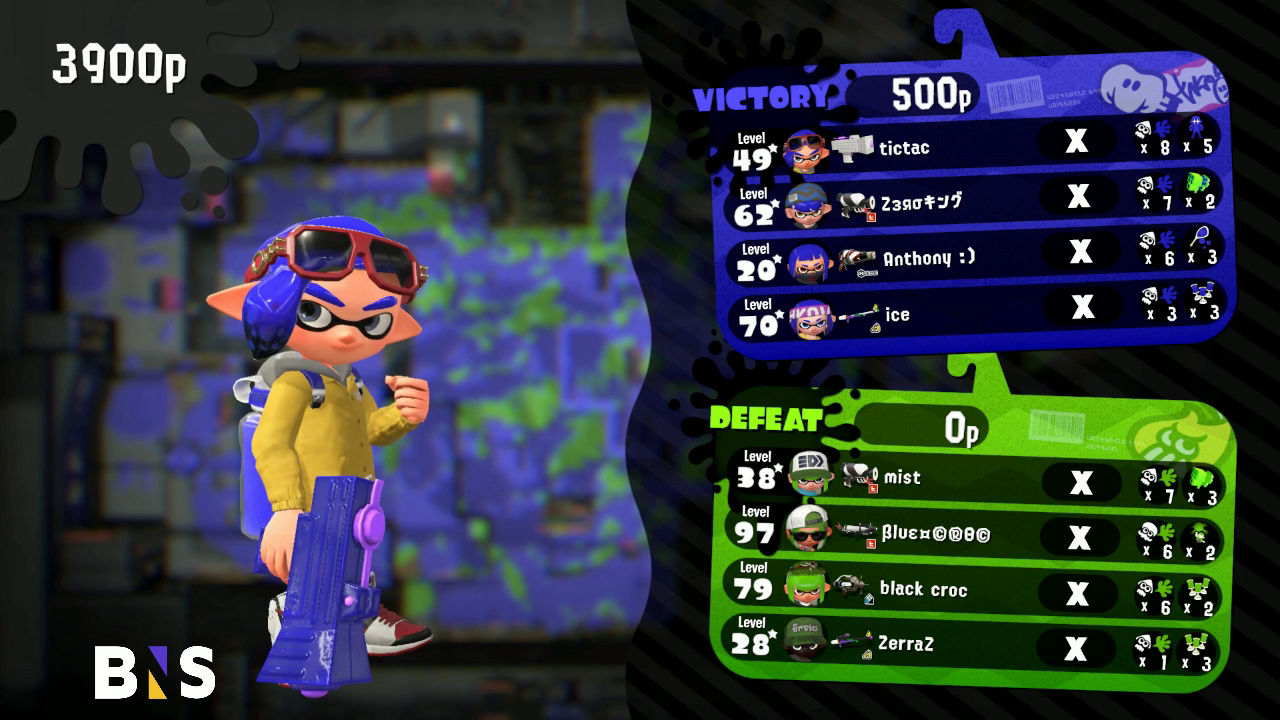 3900p
VICTORY 500p
Level 49 tictac X x 8 x 5
Level 62 Zзяσキング X x 7 x 2
Level 20 Anthony :) X x 6 x 3
Level 70 ice X x 3 x 3
DEFEAT 0p
Level 38 mist X x 7 x 3
Level 97 βlυε¤©®θ© X x 6 x 2
Level 79 black croc X x 6 x 2
Level 28 ZerraZ X x 1 x 3
BNS